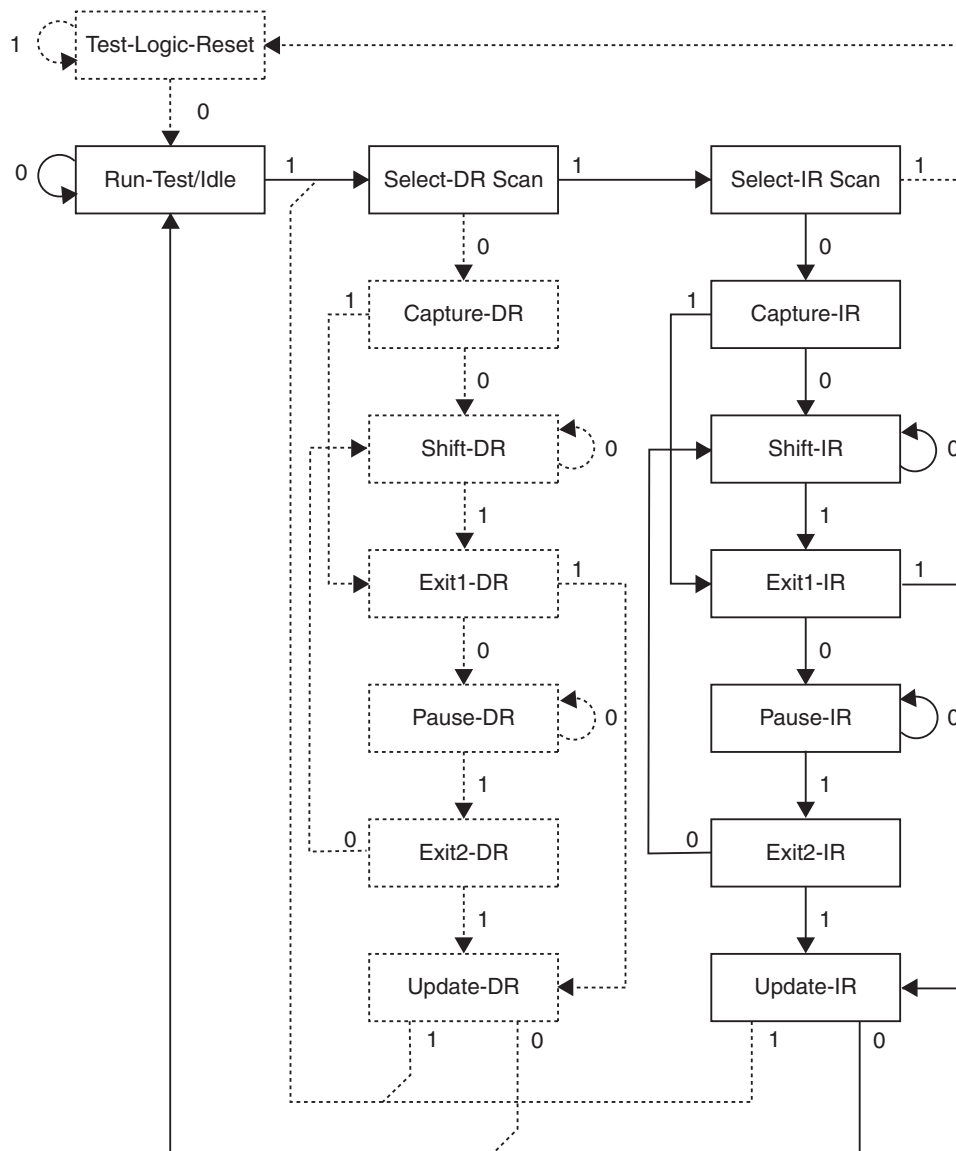 1
Test-Logic-Reset
0
0
Run-Test/Idle
1
Select-DR Scan
1
Select-IR Scan
1
0
0
1
Capture-DR
1
Capture-IR
0
0
Shift-DR
0
Shift-IR
0
1
1
Exit1-DR
1
Exit1-IR
1
0
0
Pause-DR
0
Pause-IR
0
1
1
0
Exit2-DR
0
Exit2-IR
1
1
Update-DR
Update-IR
1
0
1
0